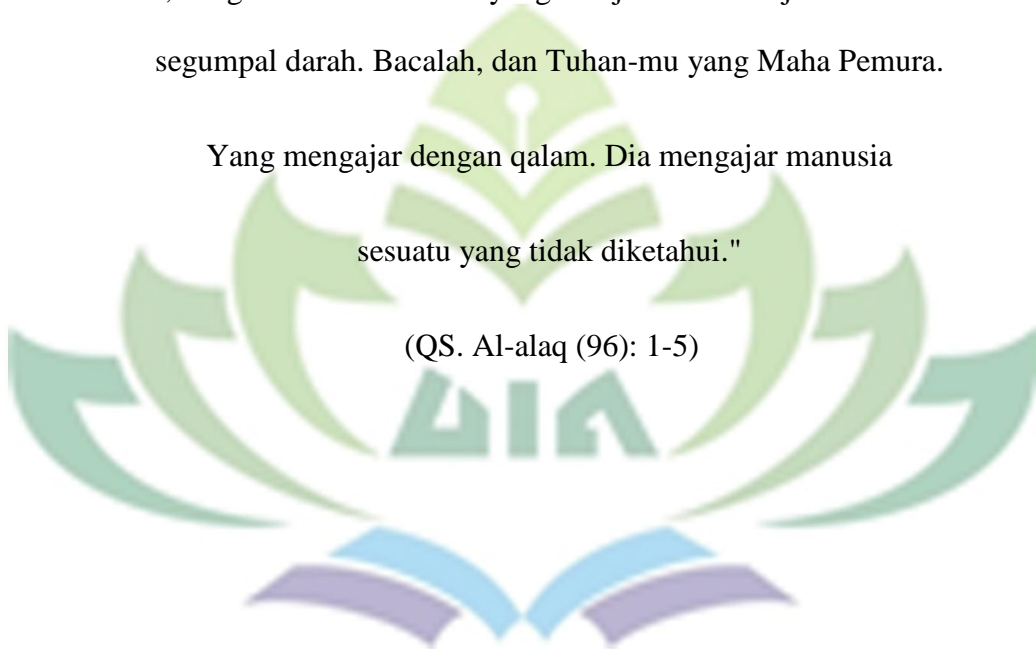 segumpal darah. Bacalah, dan Tuhan-mu yang Maha Pemura.
Yang mengajar dengan qalam. Dia mengajar manusia
sesuatu yang tidak diketahui."
(QS. Al-alaq (96): 1-5)
UIA